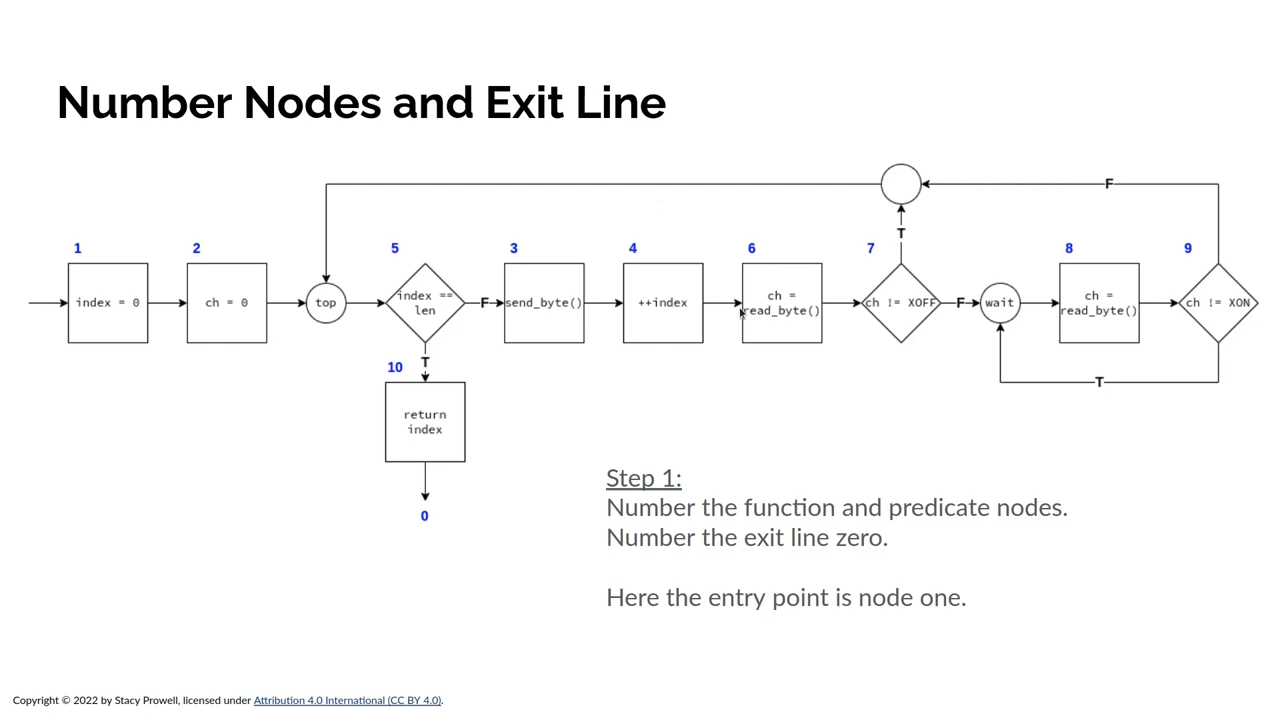 Number Nodes and Exit Line
F
T
1
2
5
3
4
6
7
8
9
index = 0
ch = 0
top
index ==
len
F
send_byte()
++index
ch =
read_byte()
ch != XOFF
F
wait
ch =
read_byte()
ch != XON
T
10
T
return
index
0
Step 1:
Number the function and predicate nodes.
Number the exit line zero.
Here the entry point is node one.
Copyright © 2022 by Stacy Prowell, licensed under Attribution 4.0 International (CC BY 4.0).